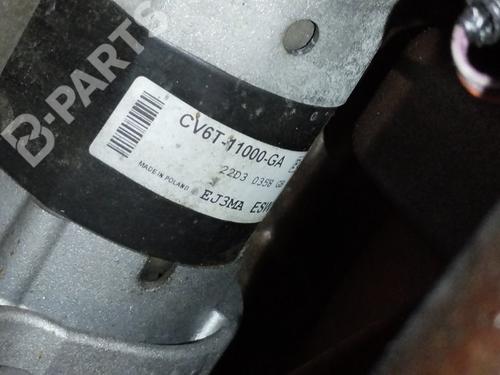 B-PARTS
CV6T-11000-GA
22D3 0358
MADE IN POLAND
EJ3MA